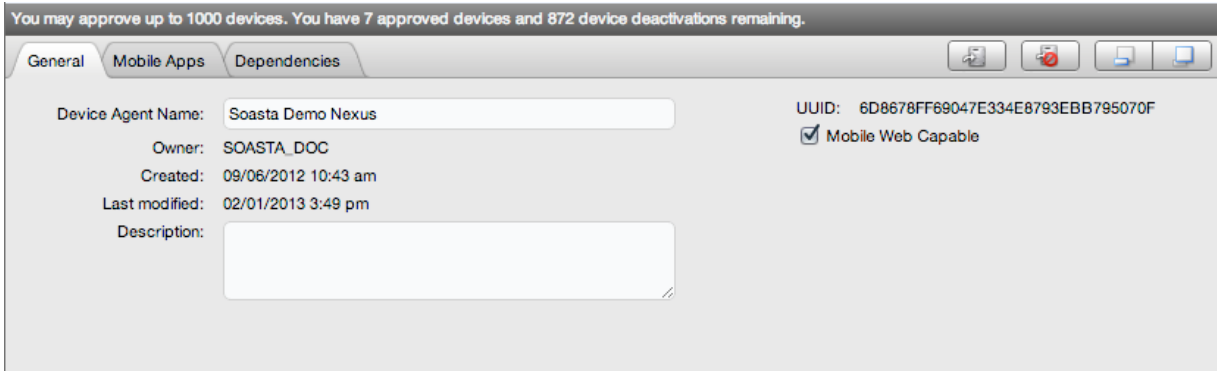 You may approve up to 1000 devices. You have 7 approved devices and 872 device deactivations remaining.
General Mobile Apps Dependencies
Device Agent Name: Soasta Demo Nexus
UUID: 6D8678FF69047E334E8793EBB795070F
Mobile Web Capable
Owner: SOASTA_DOC
Created: 09/06/2012 10:43 am
Last modified: 02/01/2013 3:49 pm
Description: